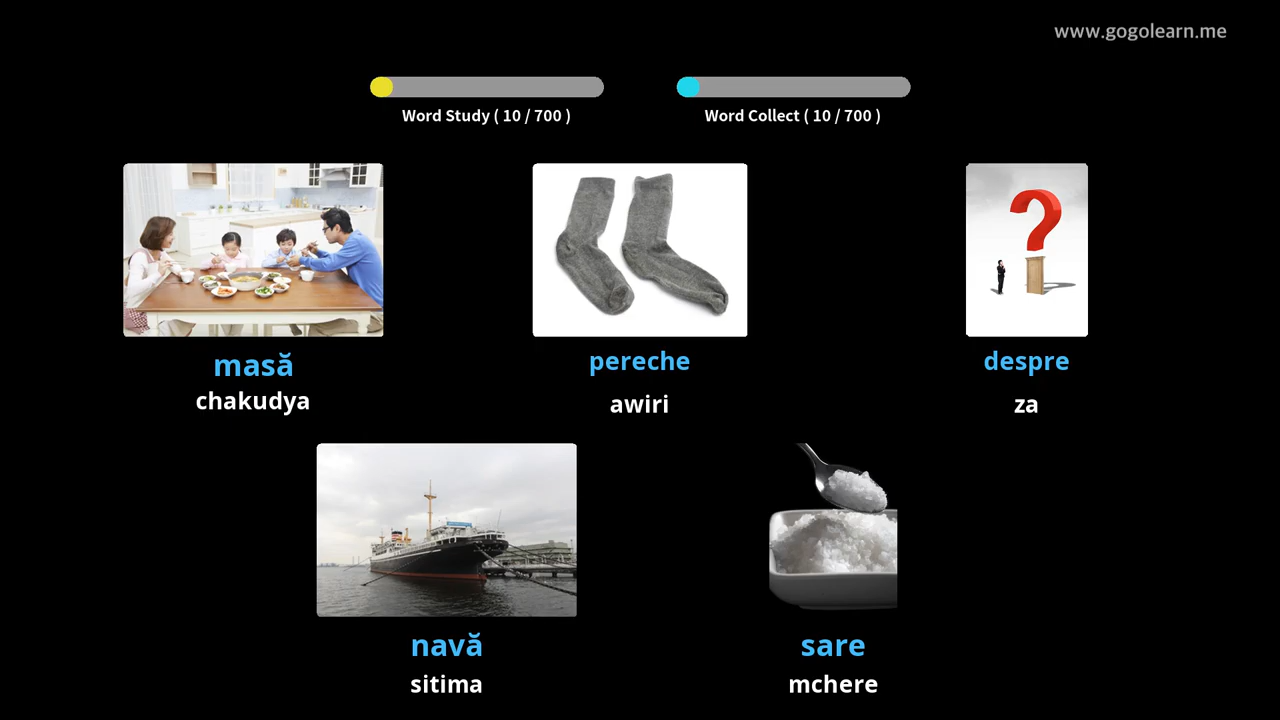 www.gogolearn.me
Word Study ( 10 / 700 )
Word Collect ( 10 / 700 )
masă
chakudya
pereche
awiri
despre
za
navă
sitima
sare
mchere